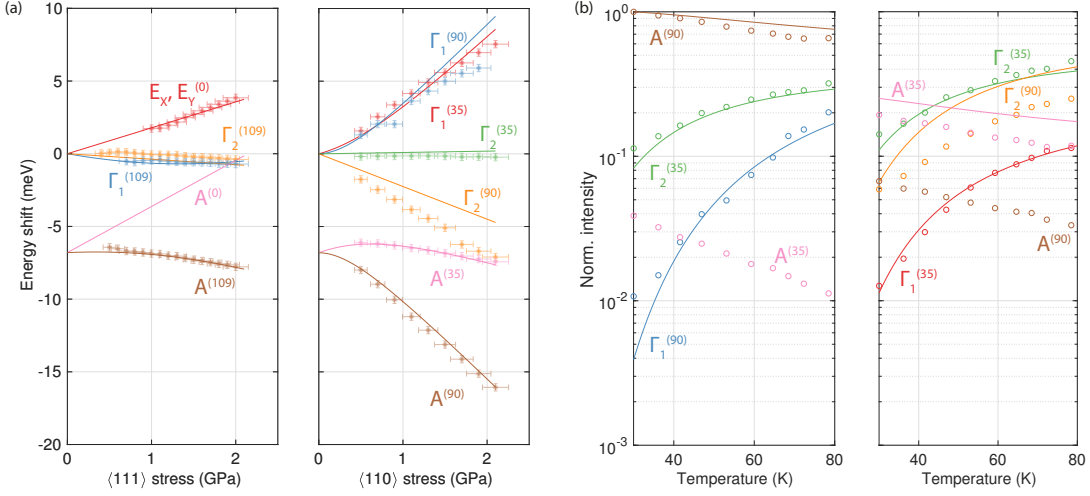 (a)
Energy shift (meV)
10
5
0
-5
-10
-15
-20
E_X, E_Y^(0)
Γ_2^(109)
Γ_1^(109)
A^(0)
A^(109)
0
1
2
⟨111⟩ stress (GPa)
Γ_1^(90)
Γ_1^(35)
Γ_2^(35)
Γ_2^(90)
A^(35)
A^(90)
0
1
2
⟨110⟩ stress (GPa)
(b)
Norm. intensity
10^0
10^-1
10^-2
10^-3
A^(90)
Γ_2^(35)
A^(35)
Γ_1^(90)
40
60
80
Temperature (K)
Γ_2^(35)
A^(35)
Γ_2^(90)
A^(90)
Γ_1^(35)
40
60
80
Temperature (K)